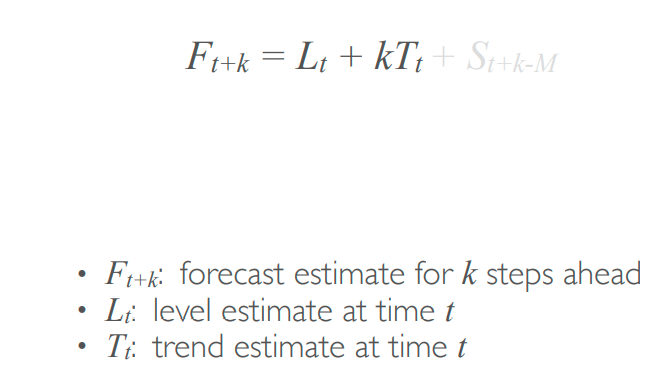 F_{t+k} = L_t + kT_t + S_{t+k-M}
• F_{t+k}: forecast estimate for k steps ahead
• L_t: level estimate at time t
• T_t: trend estimate at time t